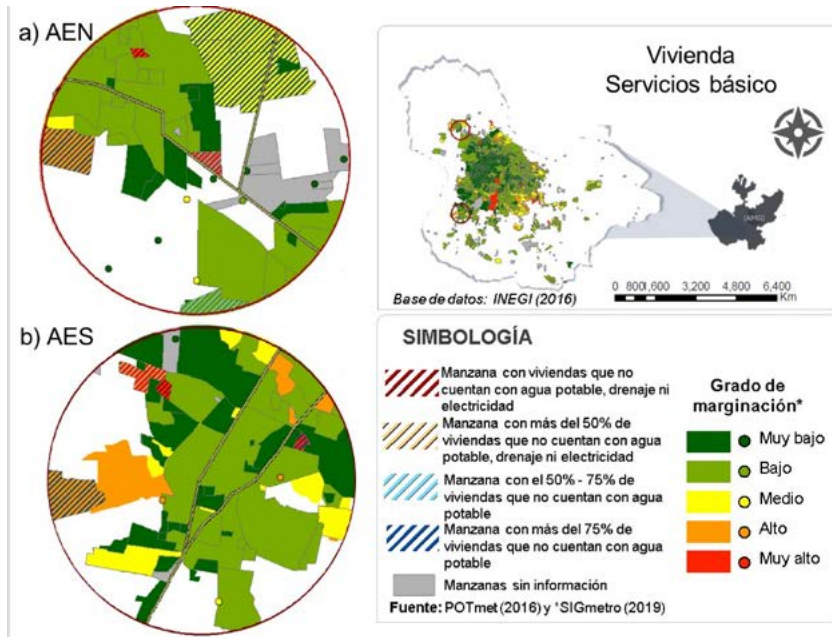 a) AEN
b) AES
Vivienda
Servicios básico
(AMG)
0 800 1,600 3,200 4,800 6,400
Km
Base de datos: INEGI (2016)
SIMBOLOGÍA
Manzana con viviendas que no
cuentan con agua potable, drenaje ni
electricidad
Manzana con más del 50% de
viviendas que no cuentan con agua
potable, drenaje ni electricidad
Manzana con el 50% - 75% de
viviendas que no cuentan con agua
potable
Manzana con más del 75% de
viviendas que no cuentan con agua
potable
Manzanas sin información
Fuente: POTmet (2016) y *SIGmetro (2019)
Grado de
marginación*
Muy bajo
Bajo
Medio
Alto
Muy alto